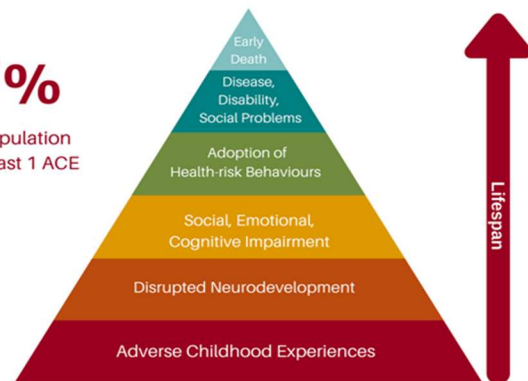 %
pulation
ast 1 ACE
Early
Death
Disease,
Disability,
Social Problems
Adoption of
Health-risk Behaviours
Social, Emotional,
Cognitive Impairment
Disrupted Neurodevelopment
Adverse Childhood Experiences
Lifespan